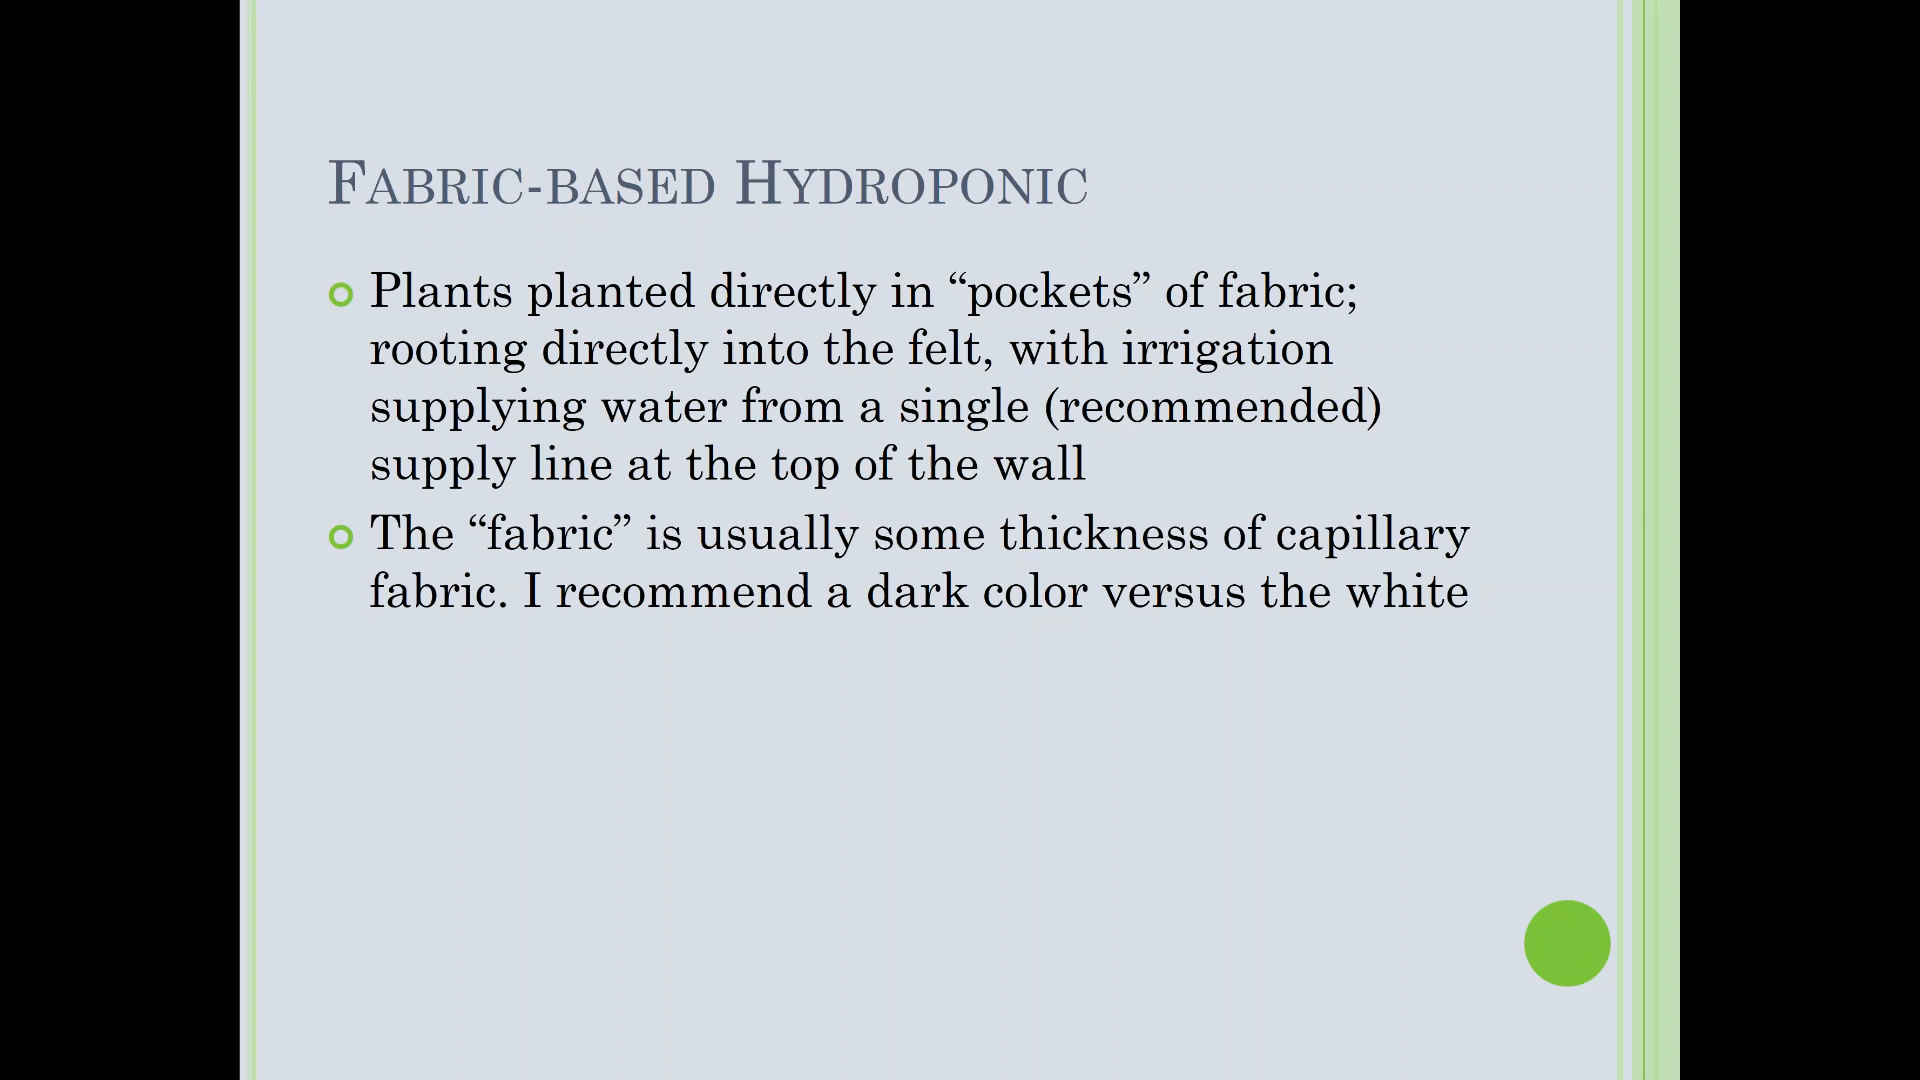 Fabric-based Hydroponic
Plants planted directly in “pockets” of fabric;
rooting directly into the felt, with irrigation
supplying water from a single (recommended)
supply line at the top of the wall
The “fabric” is usually some thickness of capillary
fabric. I recommend a dark color versus the white